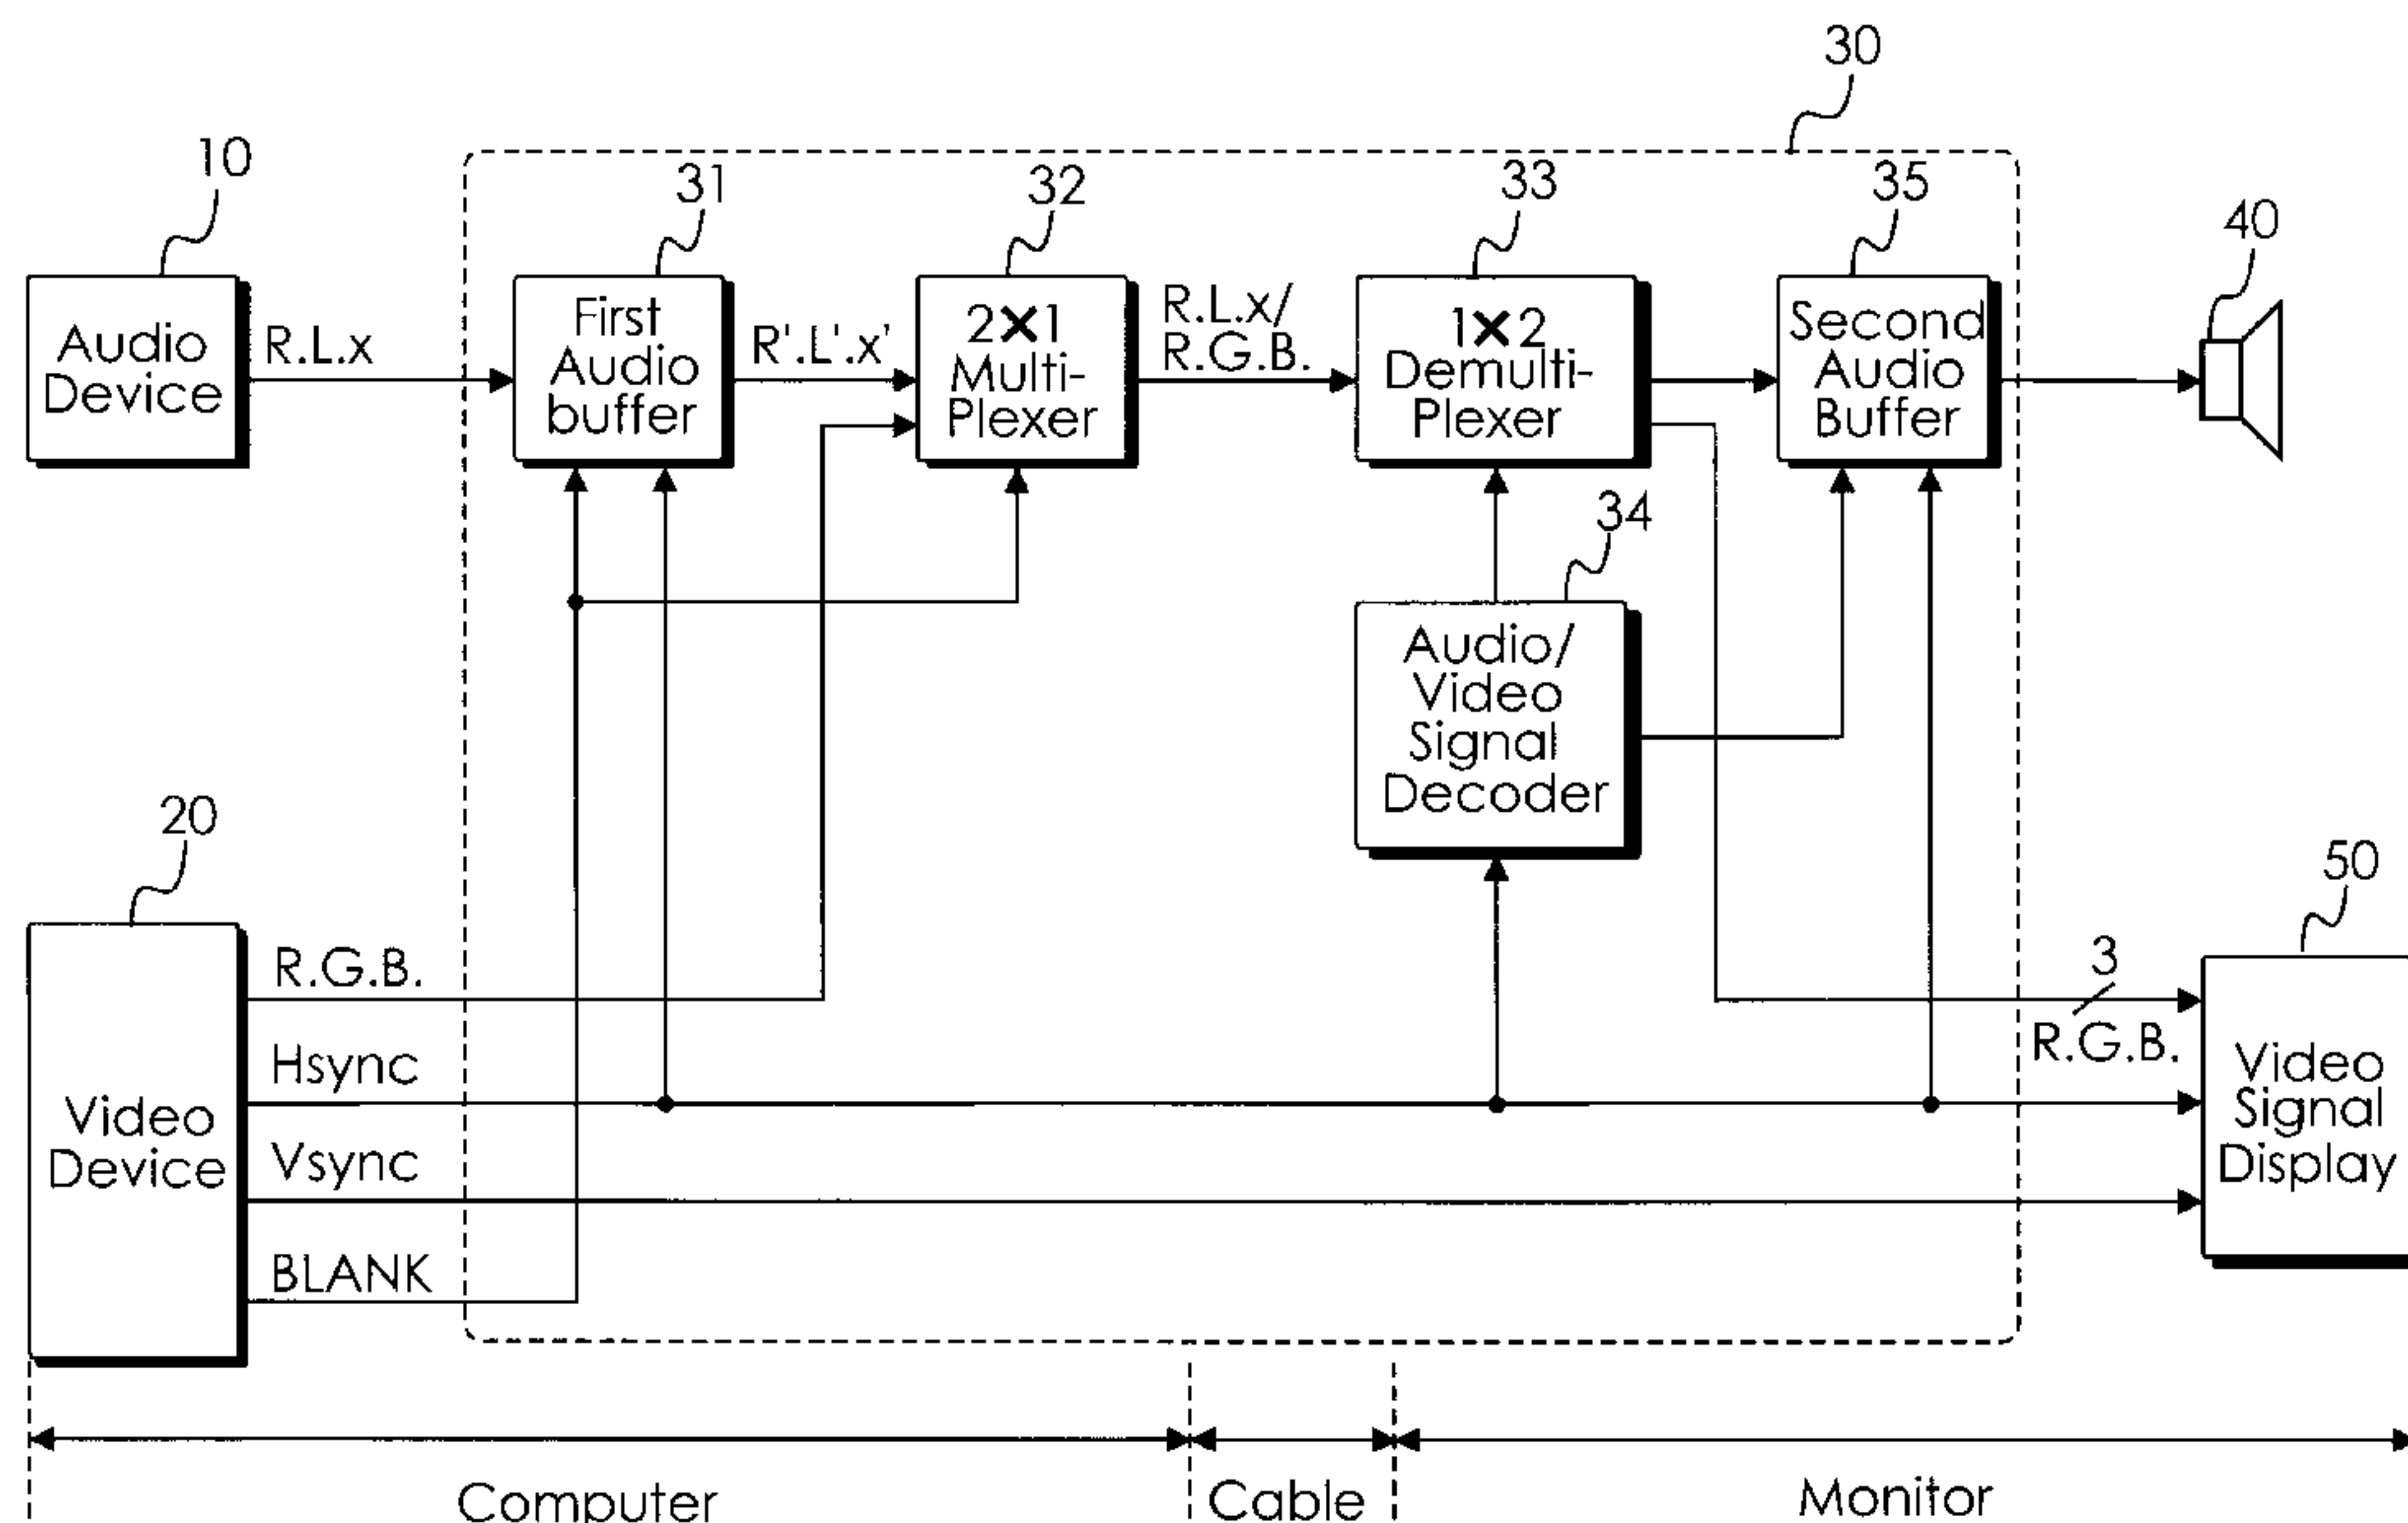 30
10
31
32
33
35
40
Audio
Device
R.L.x
First
Audio
buffer
R'.L'.x'
2×1
Multi-
Plexer
R.L.x/
R.G.B.
1×2
Demulti-
Plexer
Second
Audio
Buffer
34
Audio/
Video
Signal
Decoder
20
50
Video
Device
R.G.B.
Hsync
Vsync
BLANK
3
R.G.B.
Video
Signal
Display
Computer
Cable
Monitor